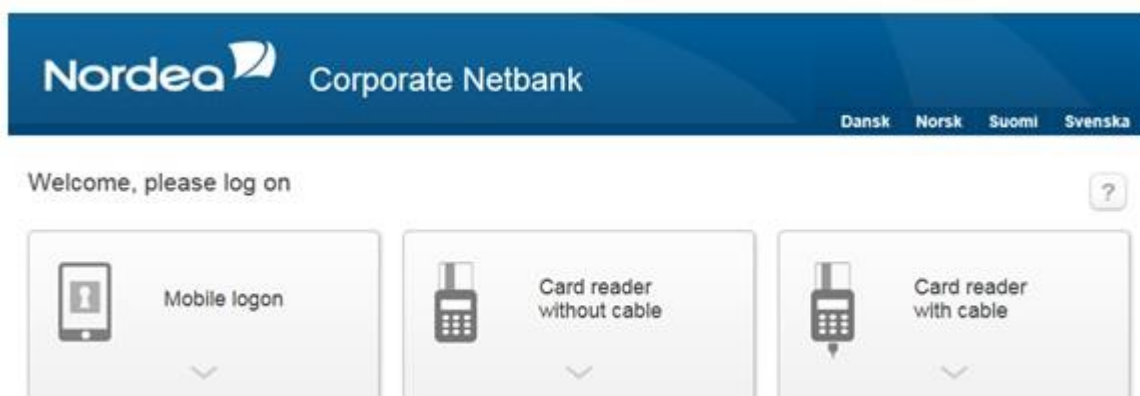 Nordea Corporate Netbank
Dansk Norsk Suomi Svenska
Welcome, please log on
?
Mobile logon
Card reader
without cable
Card reader
with cable